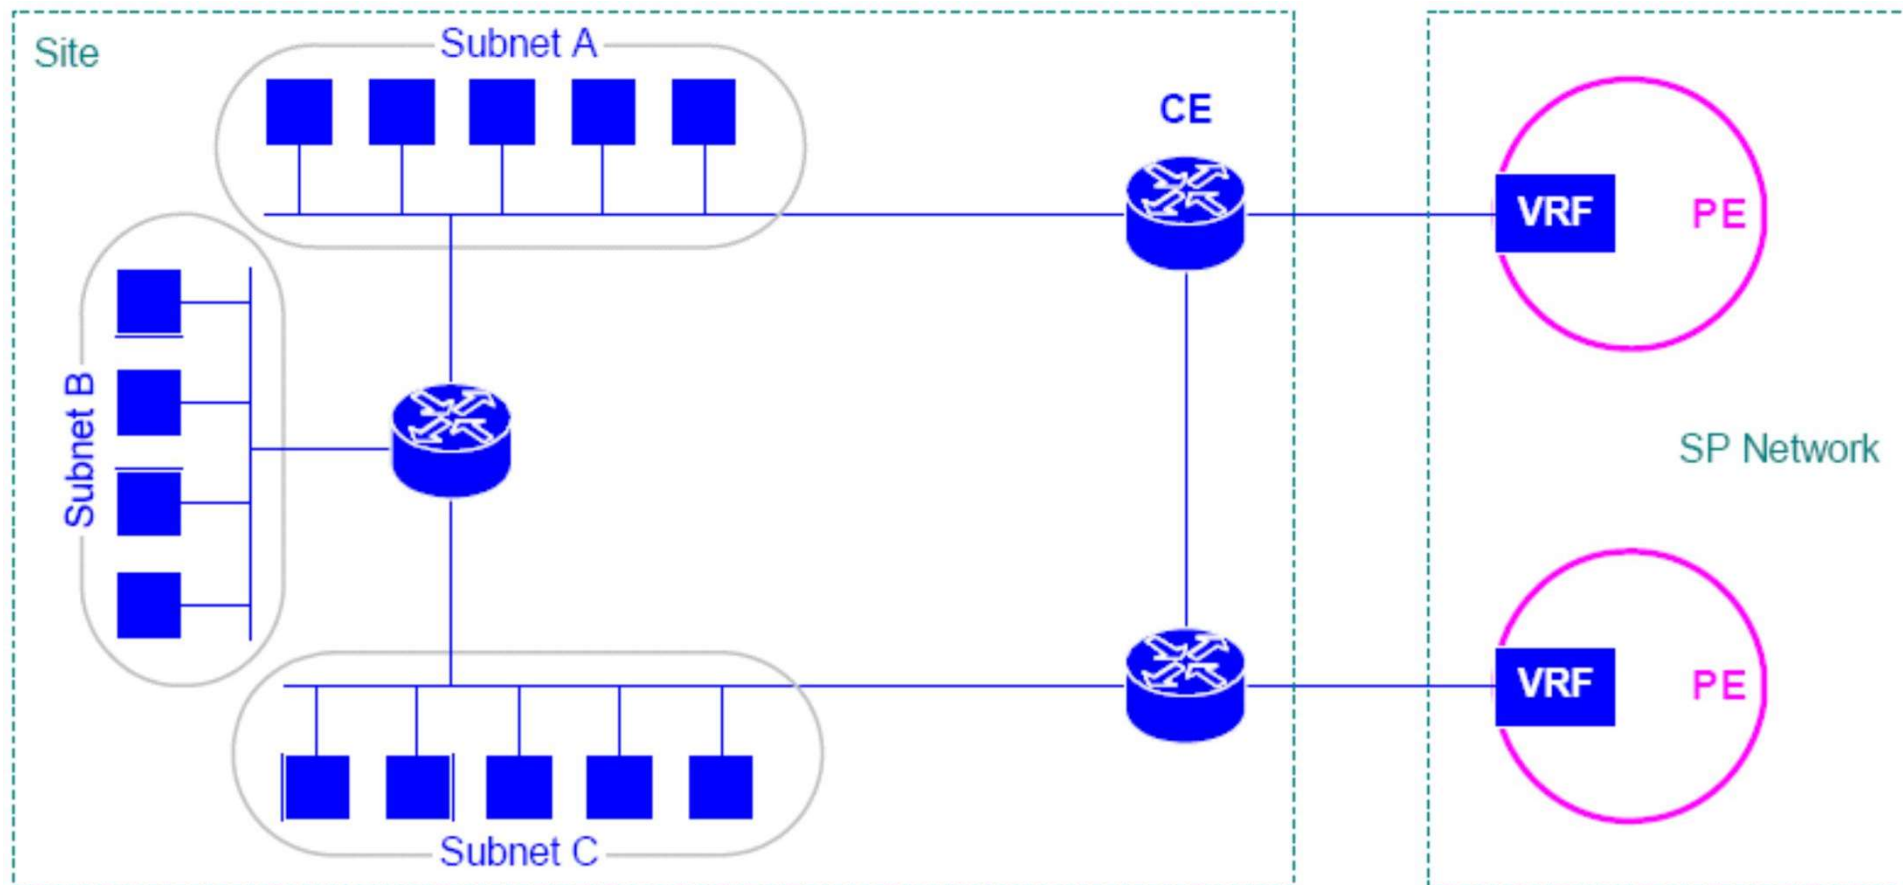 Site
Subnet A
CE
VRF
PE
Subnet B
SP Network
VRF
PE
Subnet C